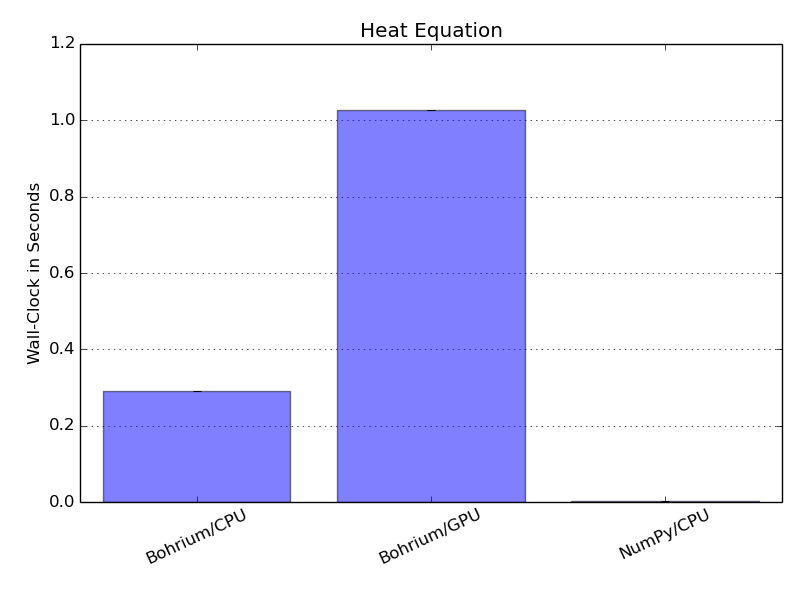 Heat Equation
Wall-Clock in Seconds
1.2
1.0
0.8
0.6
0.4
0.2
0.0
Bohrium/CPU
Bohrium/GPU
NumPy/CPU